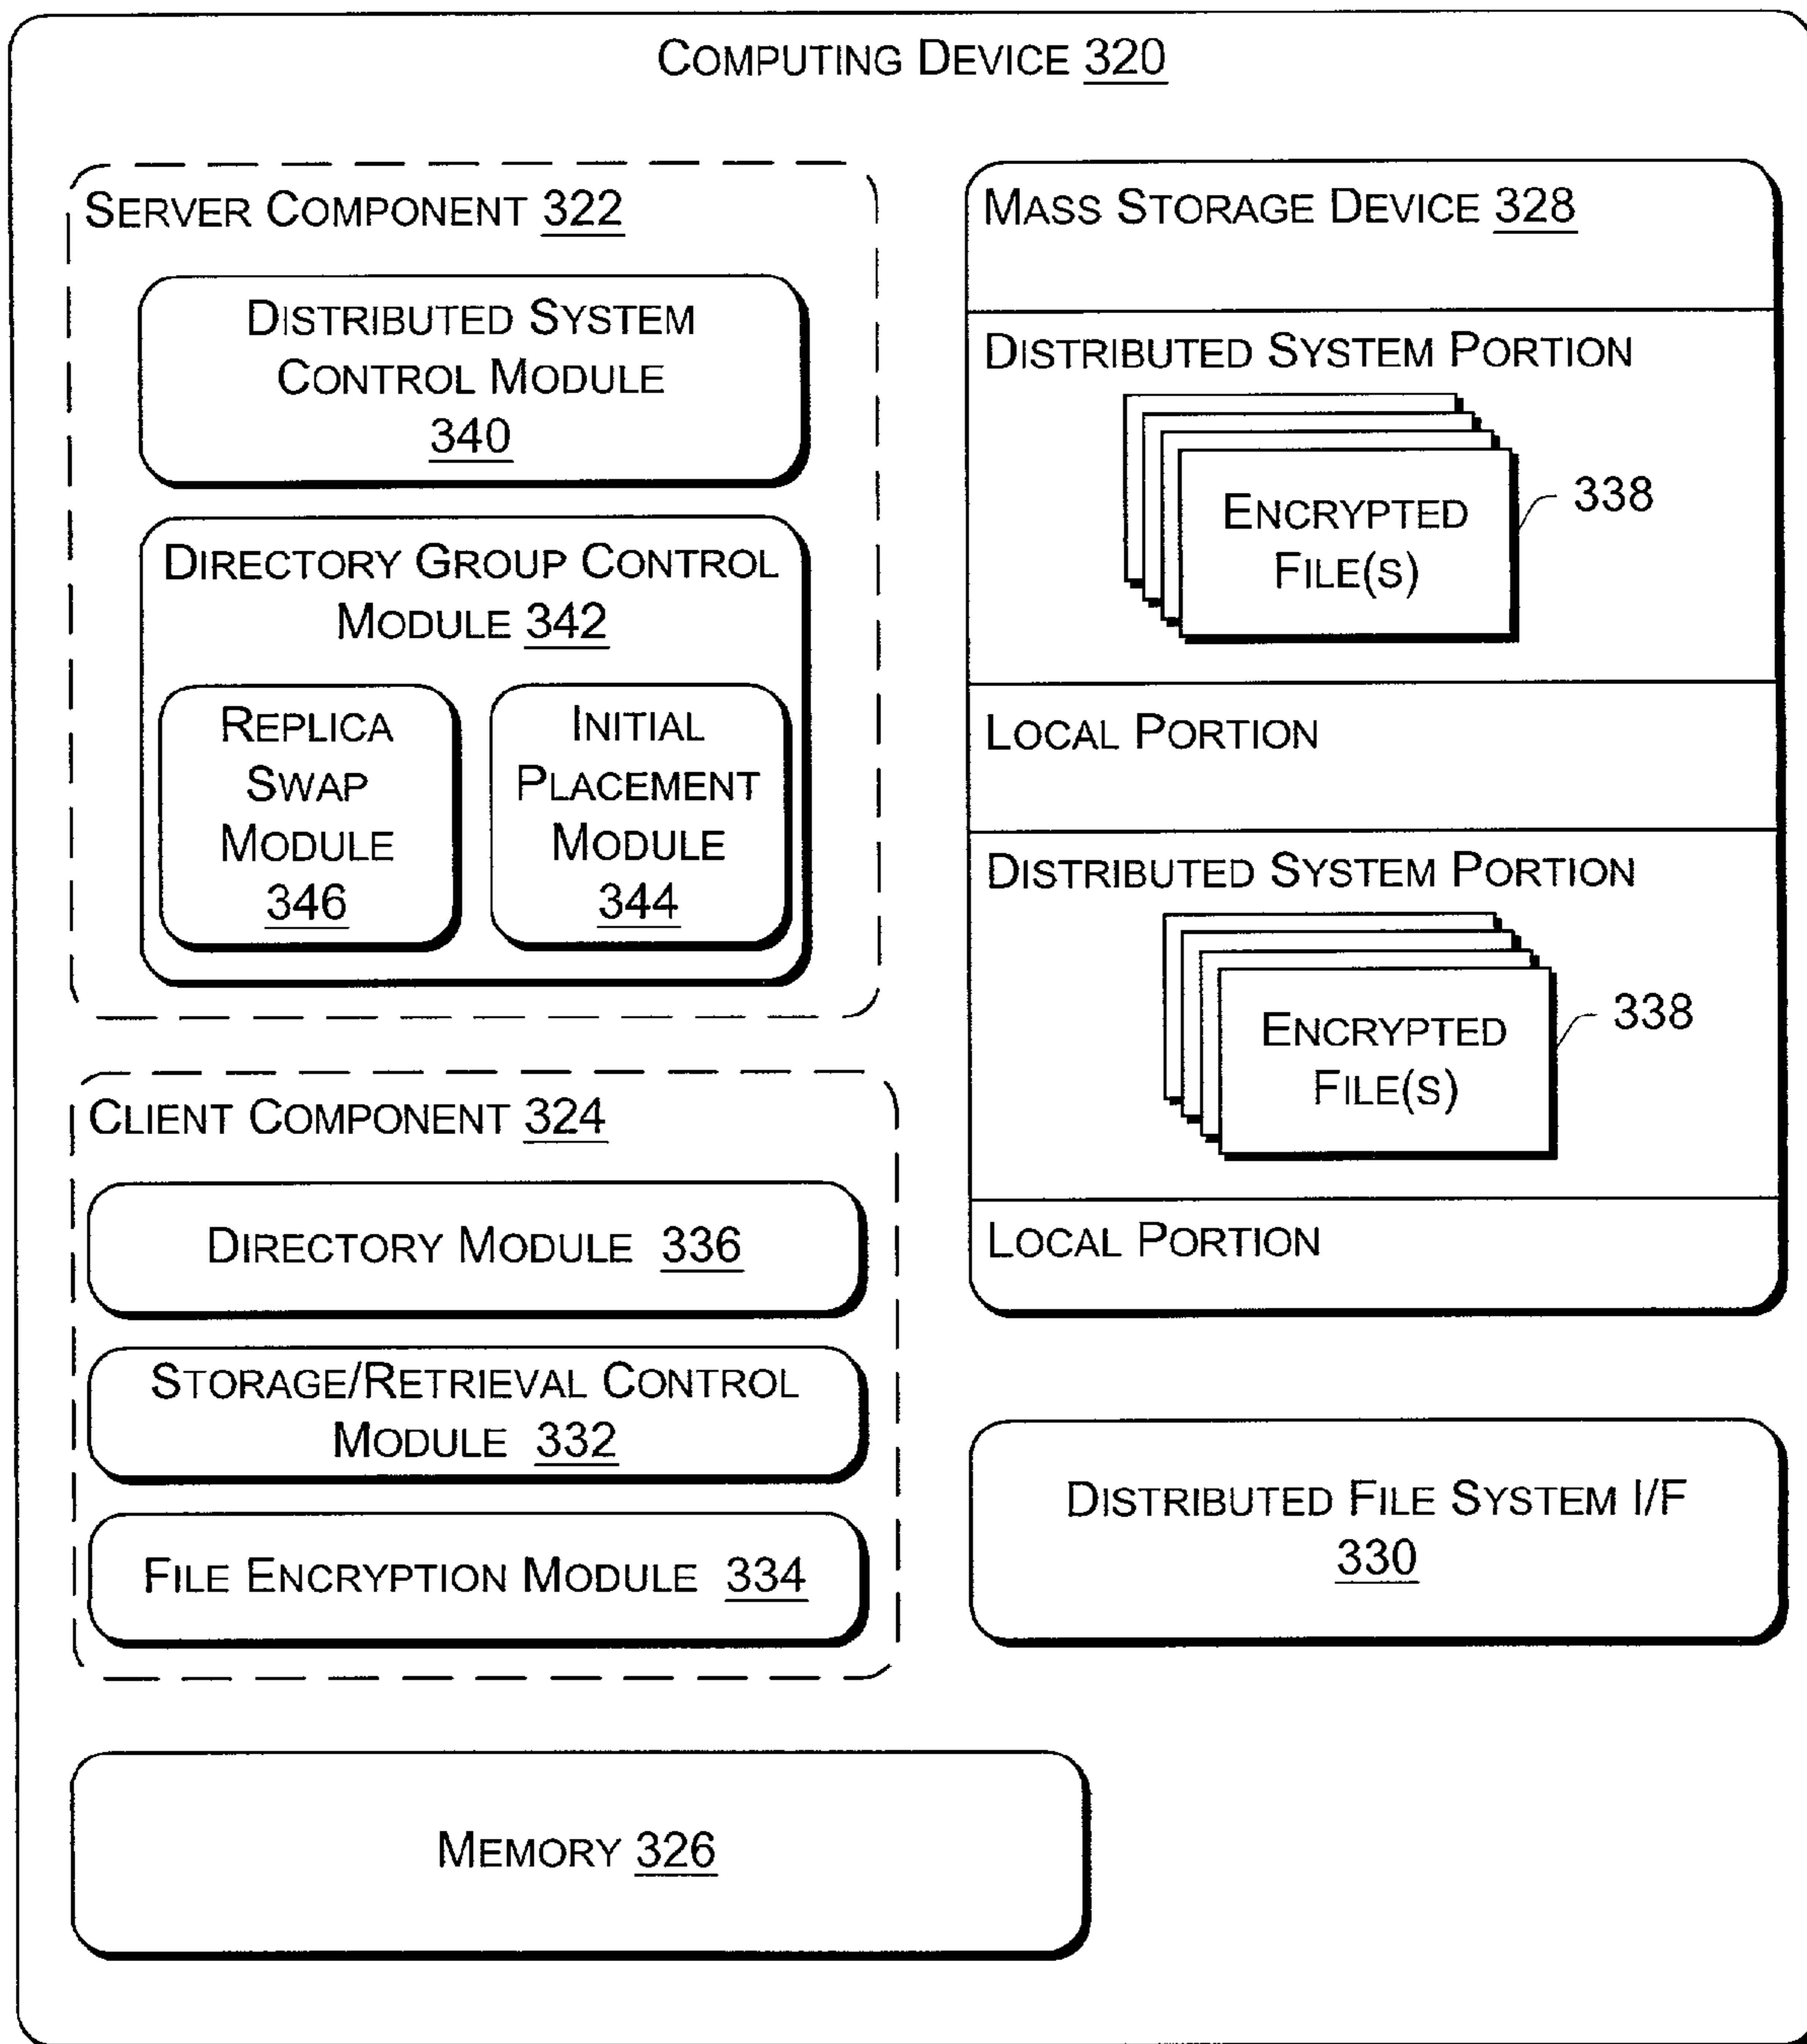 COMPUTING DEVICE 320
SERVER COMPONENT 322
DISTRIBUTED SYSTEM
CONTROL MODULE
340
DIRECTORY GROUP CONTROL
MODULE 342
REPLICA
SWAP
MODULE
346
INITIAL
PLACEMENT
MODULE
344
CLIENT COMPONENT 324
DIRECTORY MODULE 336
STORAGE/RETRIEVAL CONTROL
MODULE 332
FILE ENCRYPTION MODULE 334
MEMORY 326
MASS STORAGE DEVICE 328
DISTRIBUTED SYSTEM PORTION
ENCRYPTED
FILE(S)
338
LOCAL PORTION
DISTRIBUTED SYSTEM PORTION
ENCRYPTED
FILE(S)
338
LOCAL PORTION
DISTRIBUTED FILE SYSTEM I/F
330